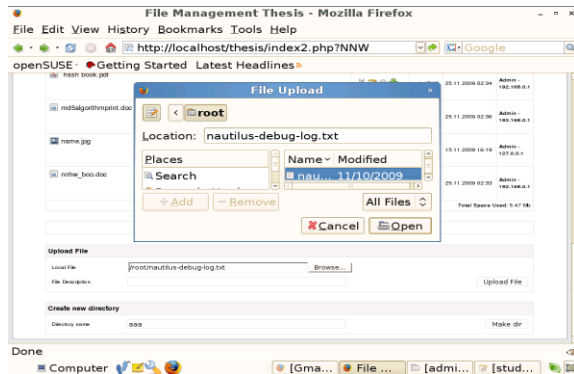 File Management Thesis - Mozilla Firefox
File Edit View History Bookmarks Tools Help
http://localhost/thesis/index2.php?NNW
Google
openSUSE Getting Started Latest Headlines
hash book.pdf
25.11.2009 02:34
Admin -
192.168.0.1
md5algorithmprint.doc
25.11.2009 02:36
Admin -
192.168.0.1
name.jpg
15.11.2009 16:19
Admin -
127.0.0.1
nnhw_boo.doc
25.11.2009 02:33
Admin -
192.168.0.1
Total Space Used: 5.47 Mb
File Upload
root
Location: nautilus-debug-log.txt
Places
Name Modified
Search
nau... 11/10/2009
Add Remove
All Files
Cancel Open
Upload File
Local File /root/nautilus-debug-log.txt Browse...
File Description Upload File
Create new directory
Directory name aaa Make dir
Done
Computer [Gma... File ... [admi... [stud...